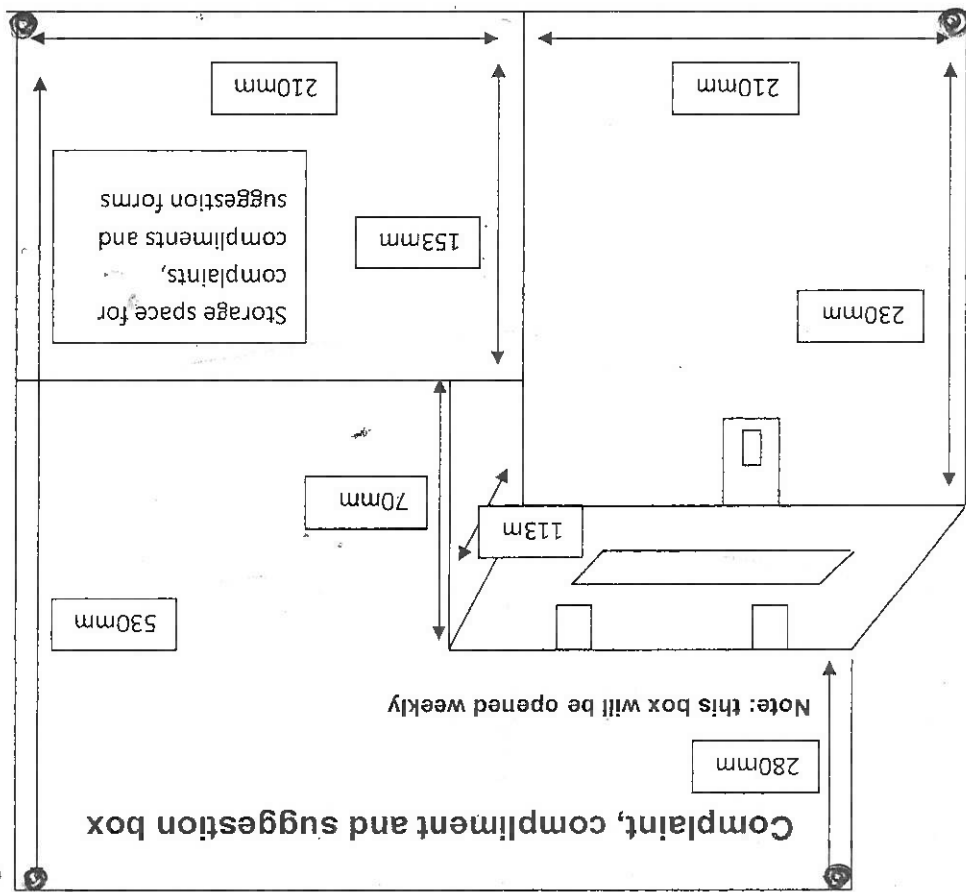 Complaint, compliment and suggestion box
280mm
Note: this box will be opened weekly
530mm
113m
70mm
230mm
153mm
Storage space for
complaints,
compliments and
suggestion forms
210mm
210mm